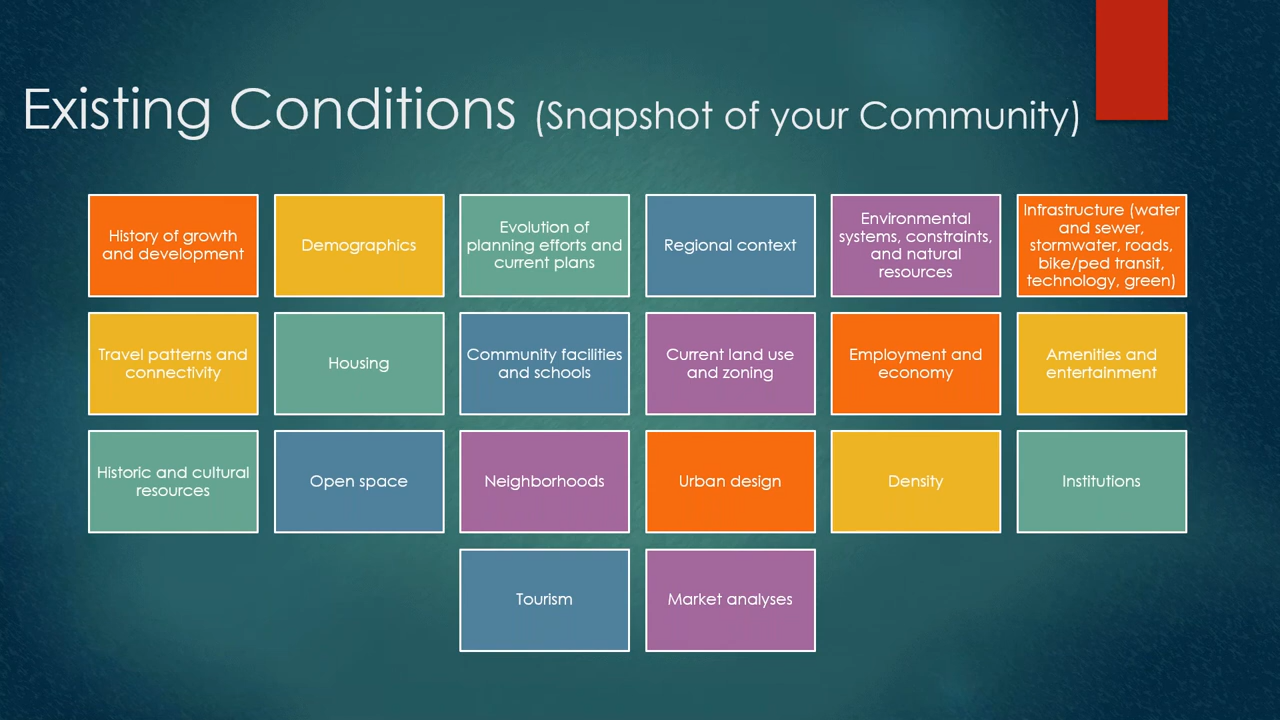 Existing Conditions (Snapshot of your Community)
History of growth
and development
Demographics
Evolution of
planning efforts and
current plans
Regional context
Environmental
systems, constraints,
and natural
resources
Infrastructure (water
and sewer,
stormwater, roads,
bike/ped transit,
technology, green)
Travel patterns and
connectivity
Housing
Community facilities
and schools
Current land use
and zoning
Employment and
economy
Amenities and
entertainment
Historic and cultural
resources
Open space
Neighborhoods
Urban design
Density
Institutions
Tourism
Market analyses